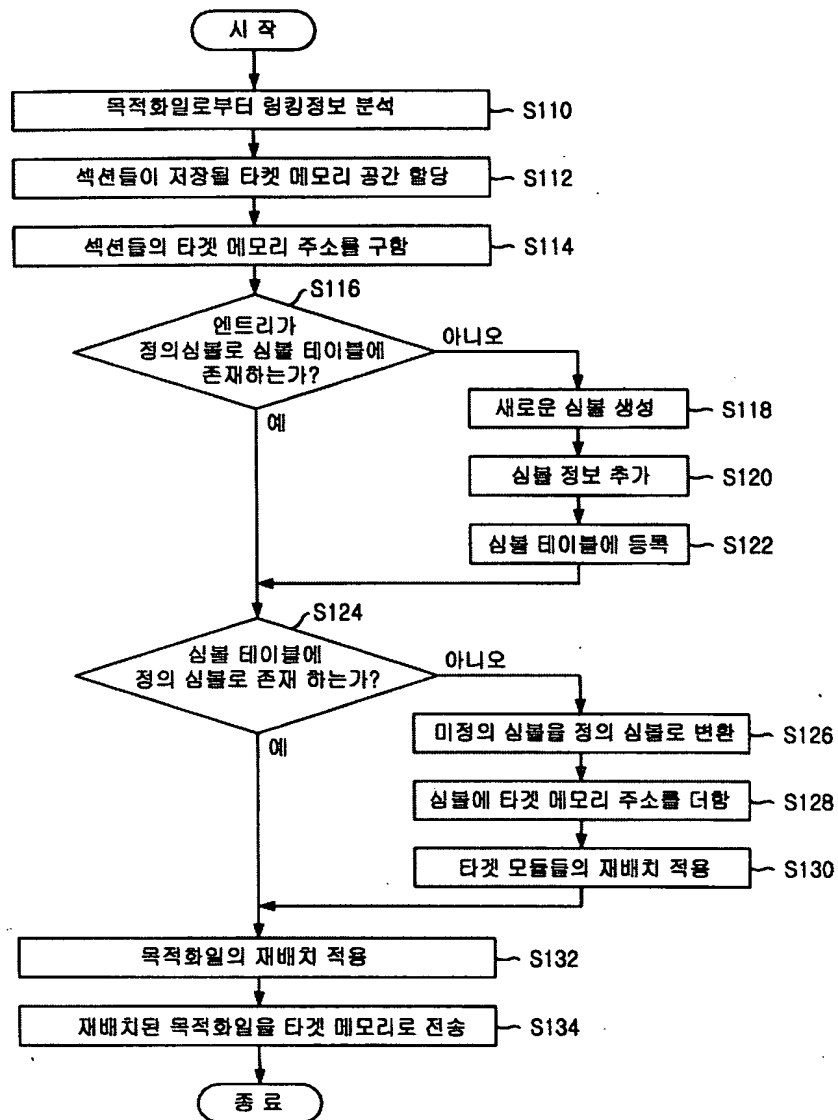 시 작
목적화일로부터 링킹정보 분석
S110
섹션들이 저장될 타켓 메모리 공간 할당
S112
섹션들의 타겟 메모리 주소를 구함
S114
S116
엔트리가
정의심볼로 심볼 테이블에
존재하는가?
아니오
예
새로운 심볼 생성
S118
심볼 정보 추가
S120
심볼 테이블에 등록
S122
S124
심볼 테이블에
정의 심볼로 존재 하는가?
아니오
예
미정의 심볼을 정의 심볼로 변환
S126
심볼에 타겟 메모리 주소를 더함
S128
타겟 모듈들의 재배치 적용
S130
목적화일의 재배치 적용
S132
재배치된 목적화일을 타겟 메모리로 전송
S134
종 료